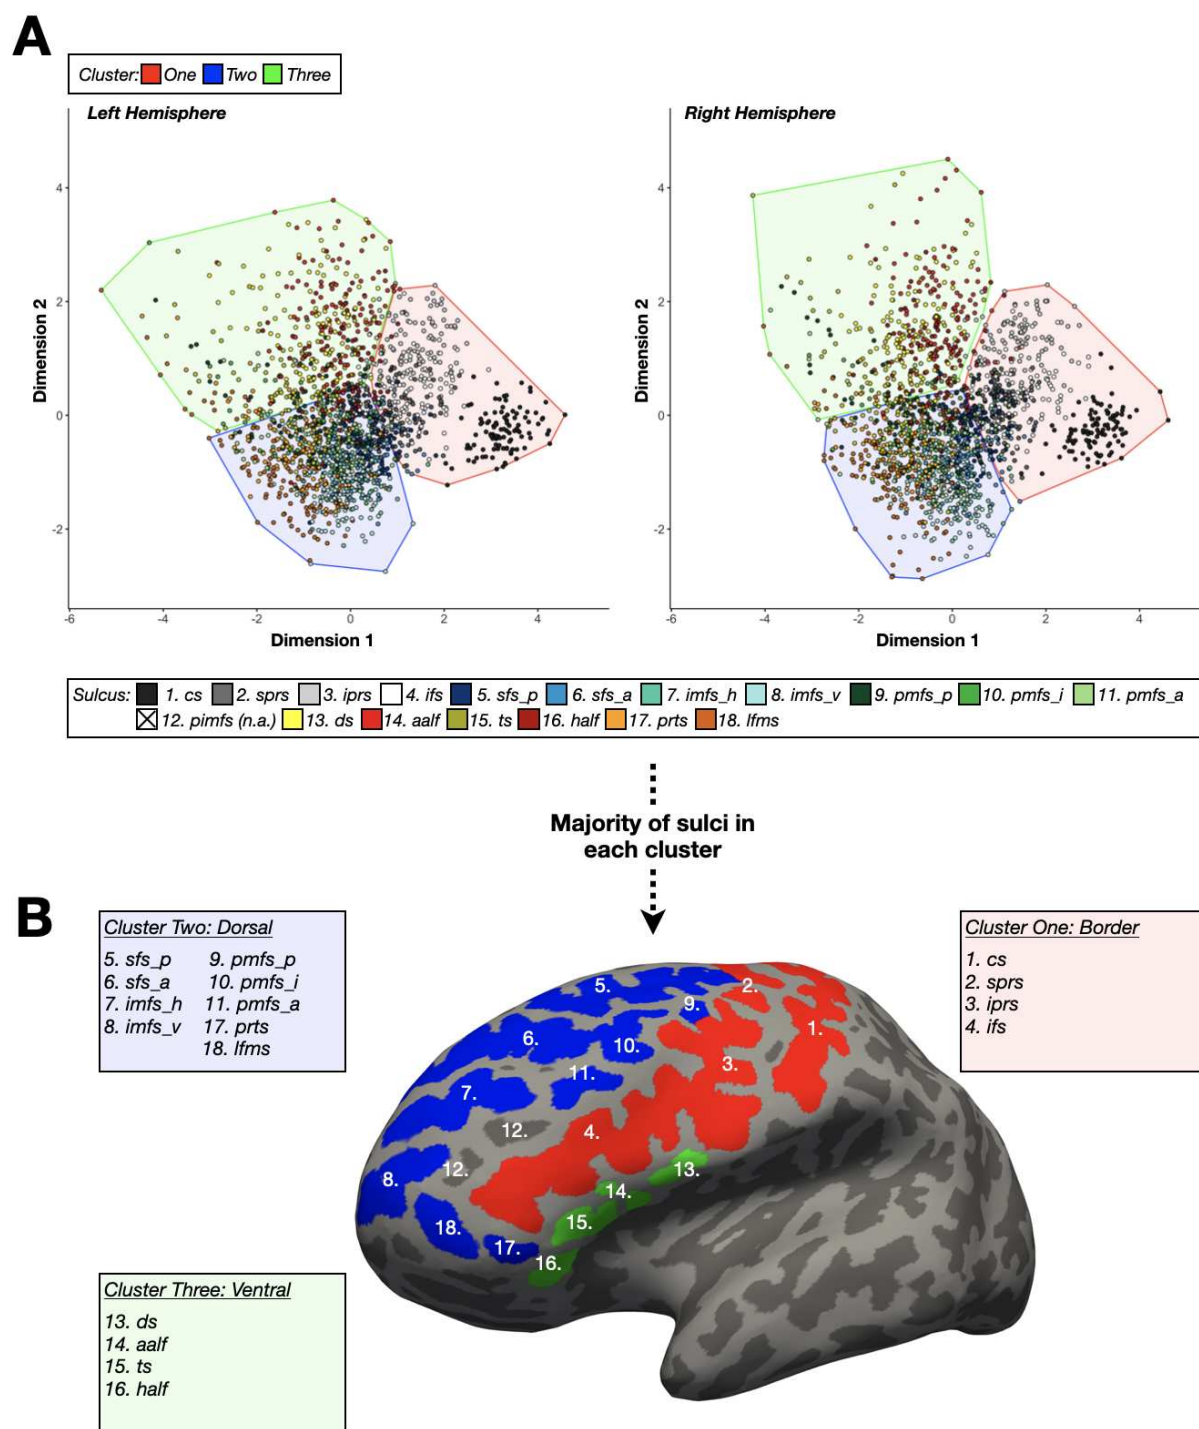 A
Cluster: One Two Three
Left Hemisphere
Right Hemisphere
Dimension 2
4
2
0
-2
-6 -4 -2 0 2 4
Dimension 1
Dimension 2
4
2
0
-2
-6 -4 -2 0 2 4
Dimension 1
Sulcus: 1. cs 2. sprs 3. iprs 4. ifs 5. sfs_p 6. sfs_a 7. imfs_h 8. imfs_v 9. pmfs_p 10. pmfs_i 11. pmfs_a
12. pimfs (n.a.) 13. ds 14. aalf 15. ts 16. half 17. prts 18. lfms
Majority of sulci in
each cluster
B
Cluster Two: Dorsal
5. sfs_p 9. pmfs_p
6. sfs_a 10. pmfs_i
7. imfs_h 11. pmfs_a
8. imfs_v 17. prts
18. lfms
Cluster One: Border
1. cs
2. sprs
3. iprs
4. ifs
5.
2.
9.
1.
6.
10.
3.
11.
7.
12.
4.
12.
13.
8.
14.
15.
18.
17.
16.
Cluster Three: Ventral
13. ds
14. aalf
15. ts
16. half